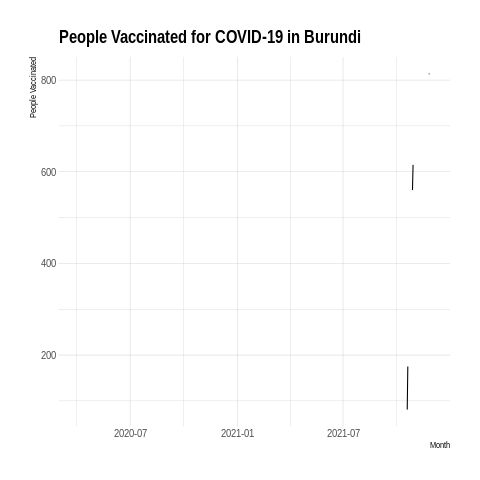 People Vaccinated for COVID-19 in Burundi
People Vaccinated
800
600
400
200
2020-07 2021-01 2021-07
Month